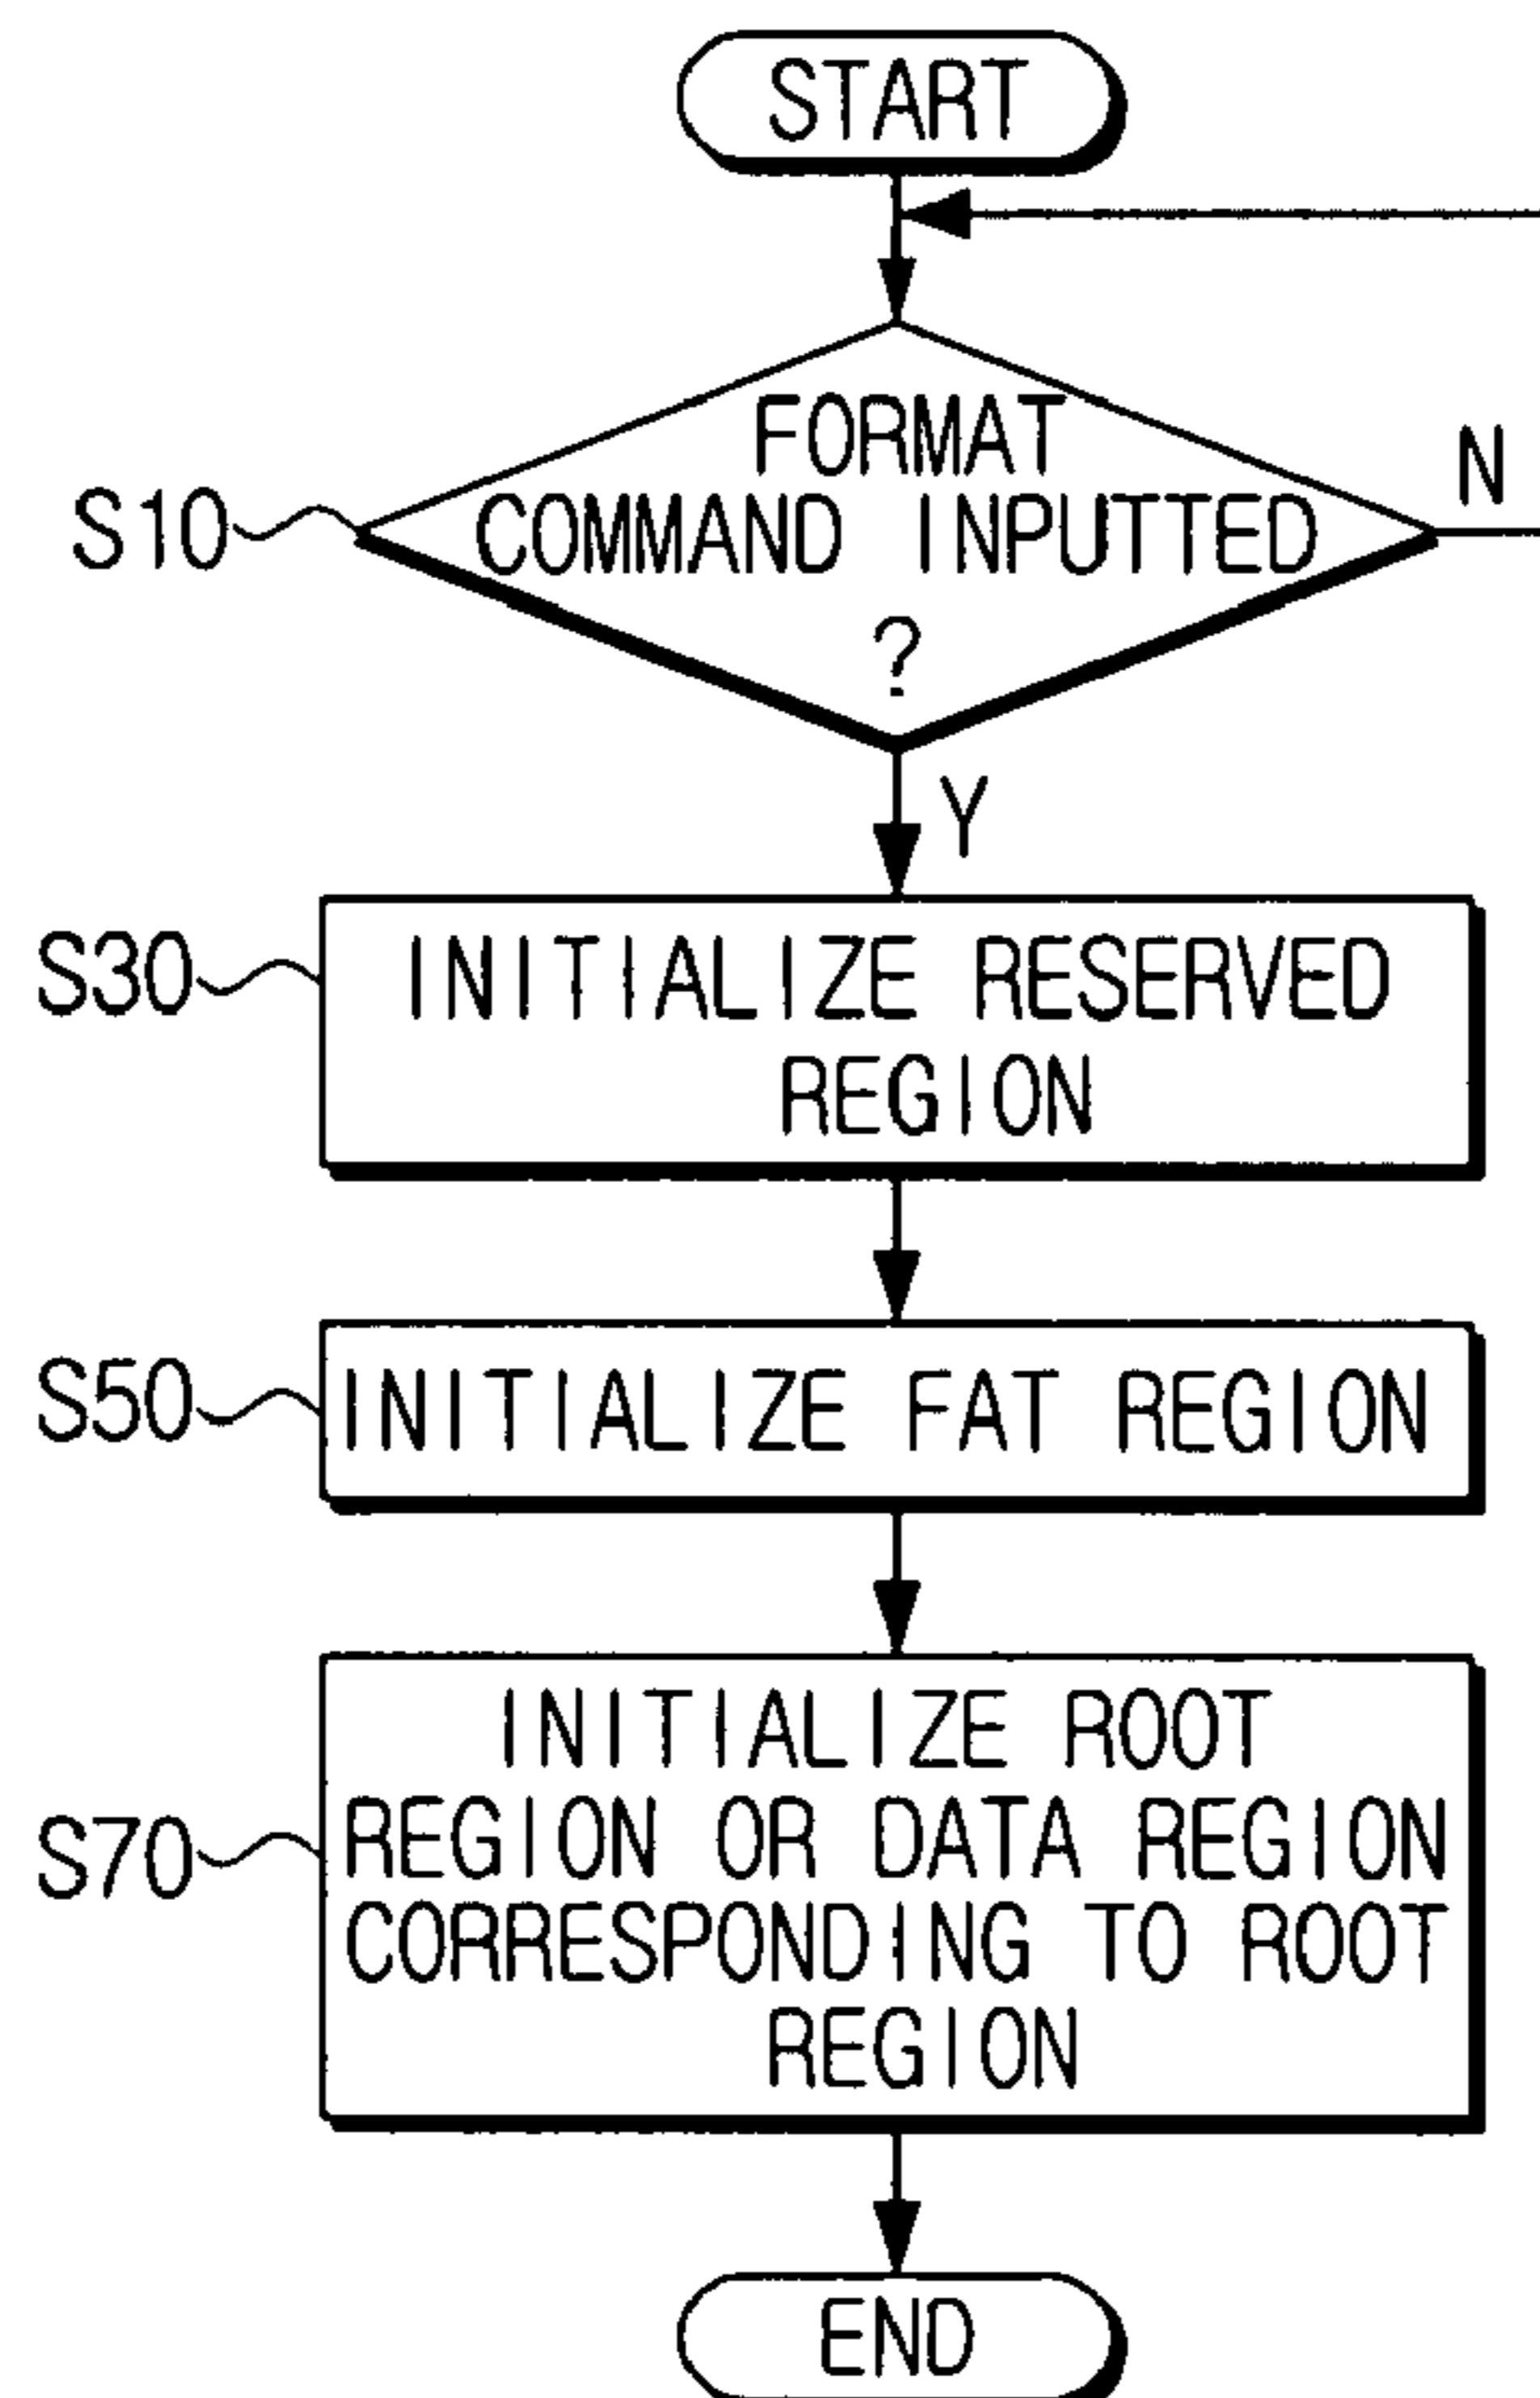 START
FORMAT
COMMAND INPUTTED
?
N
S10
Y
S30
INITIALIZE RESERVED
REGION
S50
INITIALIZE FAT REGION
INITIALIZE ROOT
REGION OR DATA REGION
CORRESPONDING TO ROOT
REGION
S70
END